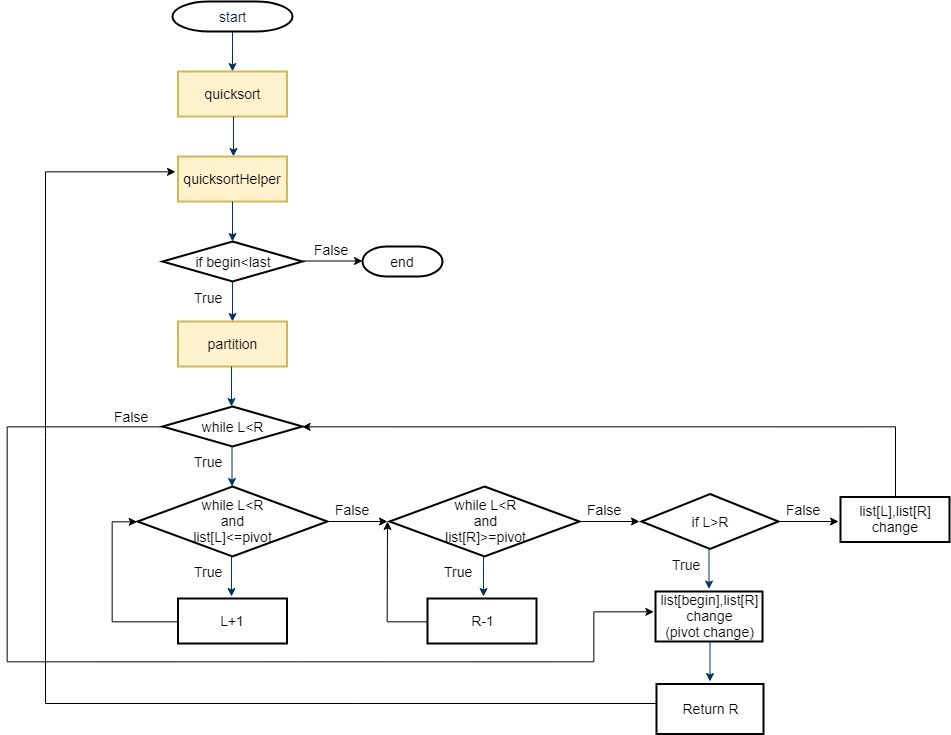 start
quicksort
quicksortHelper
if begin<last
False
end
True
partition
False
while L<R
True
while L<R
and
list[L]<=pivot
False
while L<R
and
list[R]>=pivot
False
if L>R
False
list[L],list[R]
change
True
L+1
True
R-1
True
list[begin],list[R]
change
(pivot change)
Return R